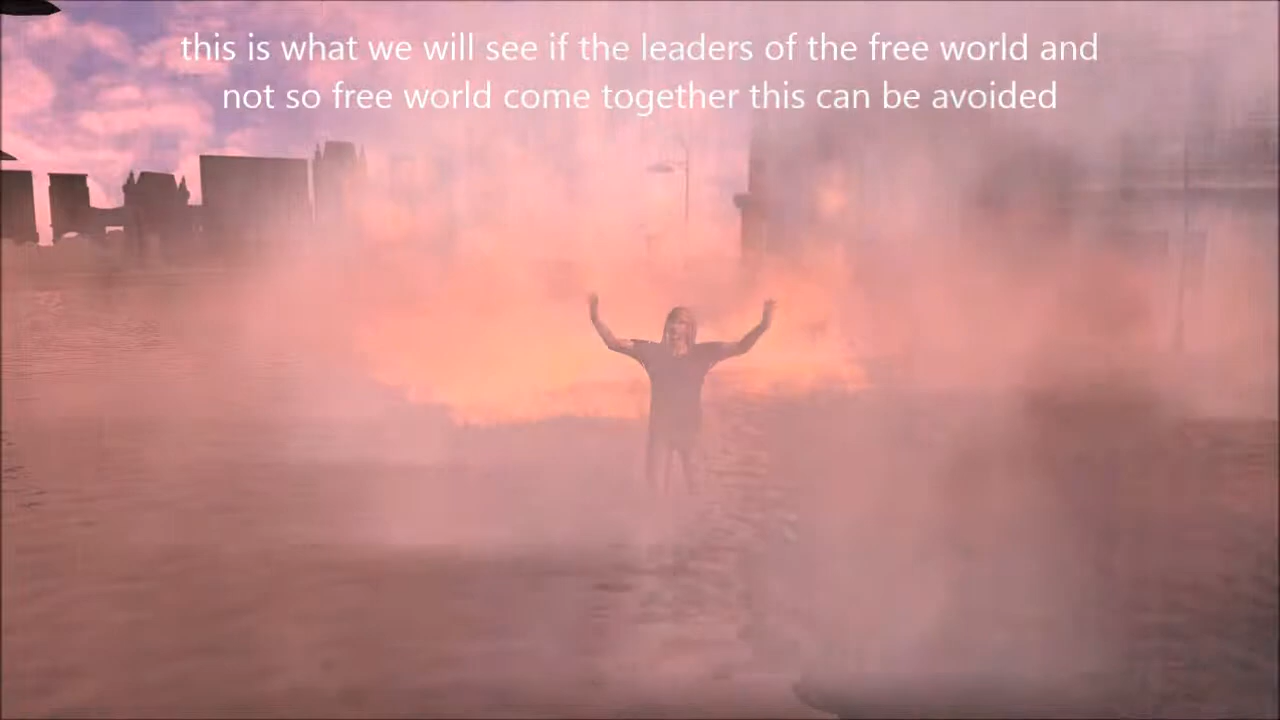 this is what we will see if the leaders of the free world and
not so free world come together this can be avoided